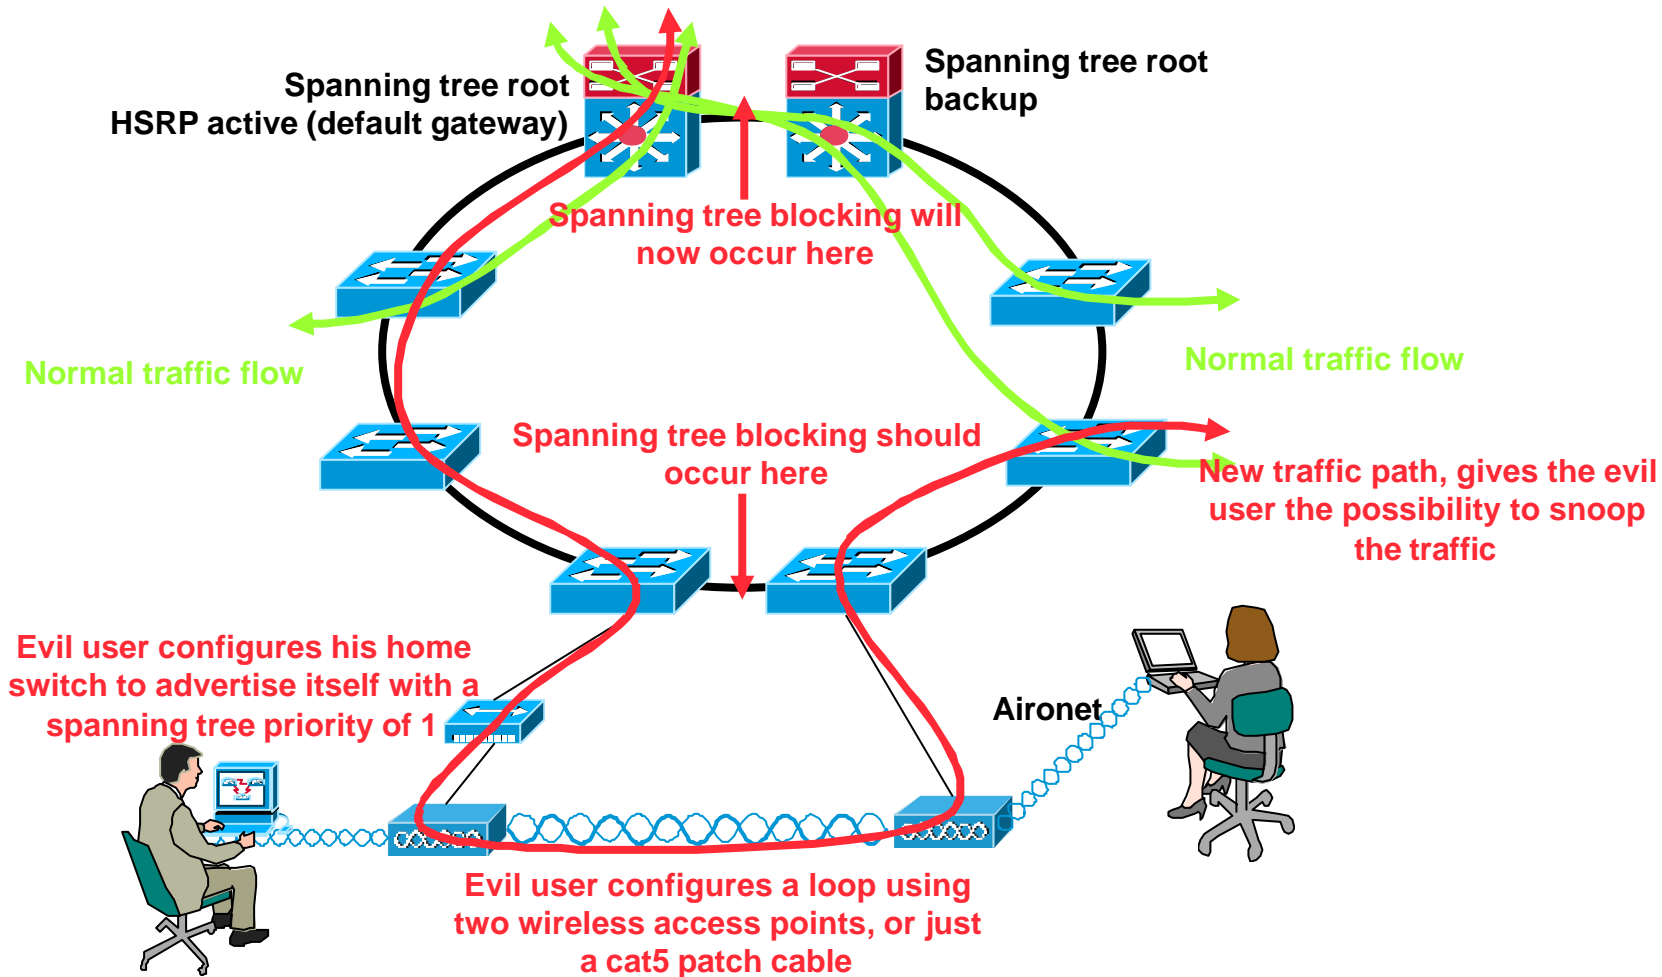 Spanning tree root
HSRP active (default gateway)
Spanning tree root
backup
Spanning tree blocking will
now occur here
Normal traffic flow
Normal traffic flow
Spanning tree blocking should
occur here
New traffic path, gives the evil
user the possibility to snoop
the traffic
Evil user configures his home
switch to advertise itself with a
spanning tree priority of 1
Aironet
Evil user configures a loop using
two wireless access points, or just
a cat5 patch cable